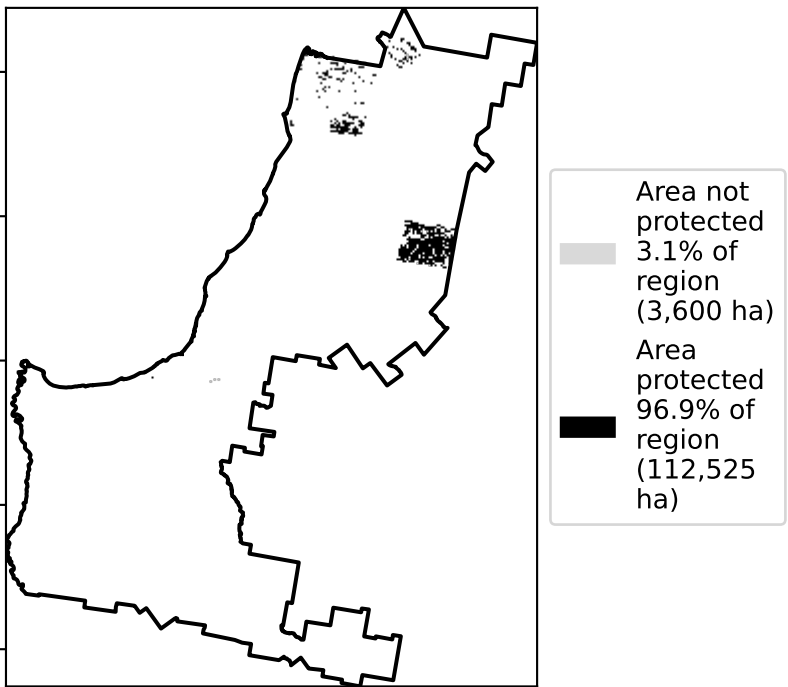 Area not
protected
3.1% of
region
(3,600 ha)
Area
protected
96.9% of
region
(112,525
ha)